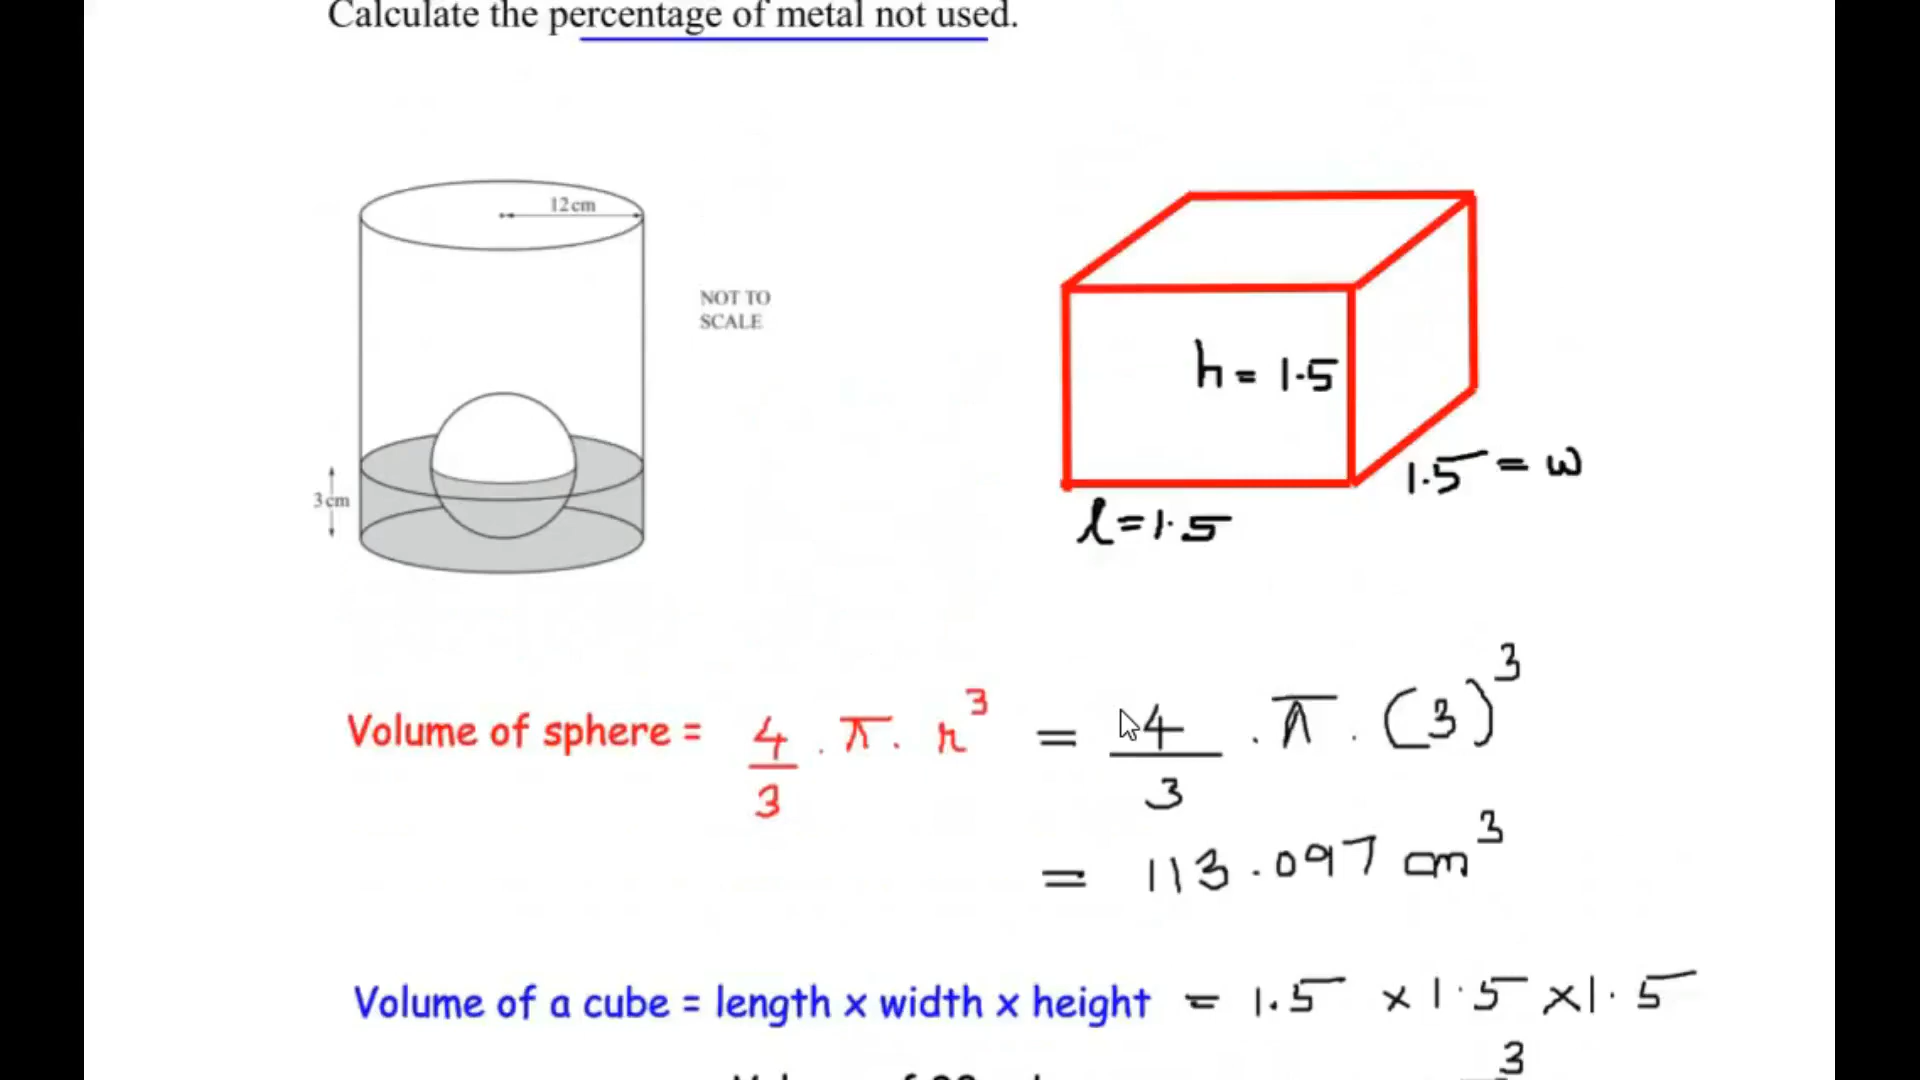 Calculate the percentage of metal not used.
12 cm
NOT TO
SCALE
h = 1.5
3 cm
1.5 = w
l = 1.5
Volume of sphere = 4/3 . π . r³ = 4/3 . π . (3)³
= 113.097 cm³
Volume of a cube = length x width x height = 1.5 x 1.5 x 1.5
3